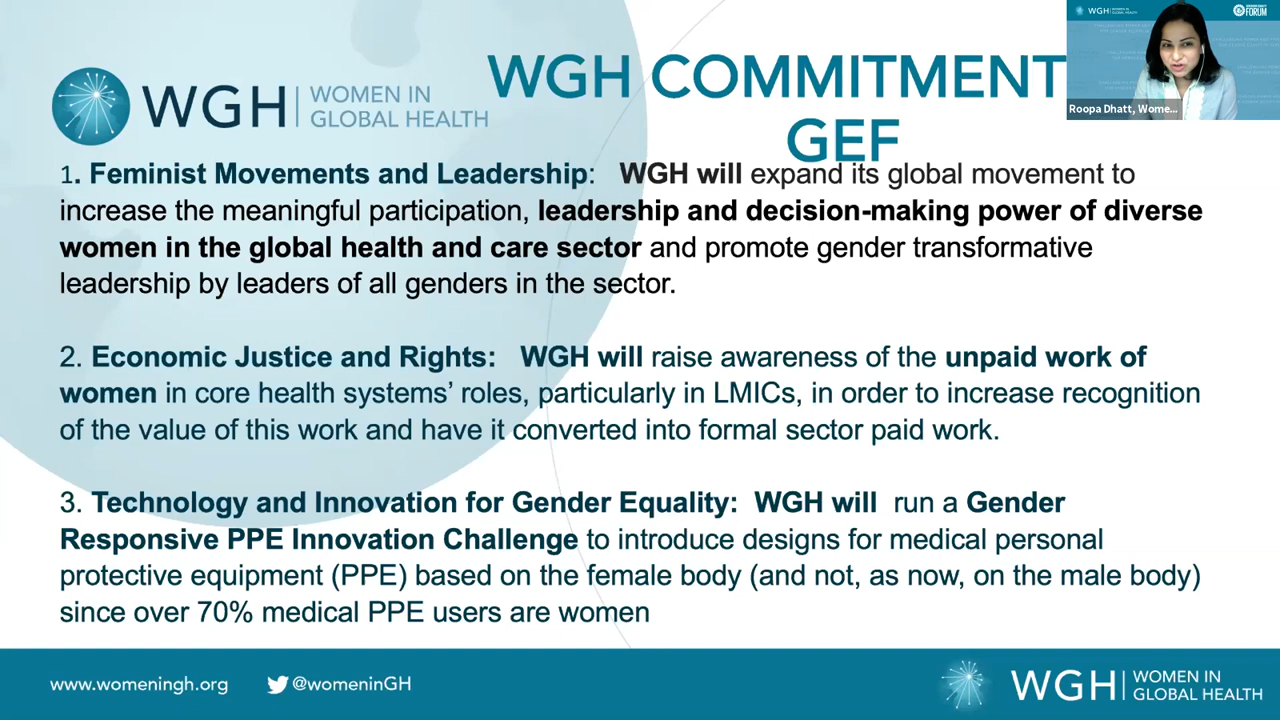 WGH COMMITMENT
GEF
WGH WOMEN IN
GLOBAL HEALTH
1. Feminist Movements and Leadership: WGH will expand its global movement to
increase the meaningful participation, leadership and decision-making power of diverse
women in the global health and care sector and promote gender transformative
leadership by leaders of all genders in the sector.
2. Economic Justice and Rights: WGH will raise awareness of the unpaid work of
women in core health systems’ roles, particularly in LMICs, in order to increase recognition
of the value of this work and have it converted into formal sector paid work.
3. Technology and Innovation for Gender Equality: WGH will run a Gender
Responsive PPE Innovation Challenge to introduce designs for medical personal
protective equipment (PPE) based on the female body (and not, as now, on the male body)
since over 70% medical PPE users are women
www.womeningh.org @womeninGH
WGH WOMEN IN
GLOBAL HEALTH
WGH WOMEN IN GLOBAL HEALTH
FORUM
Roopa Dhatt, Wome...